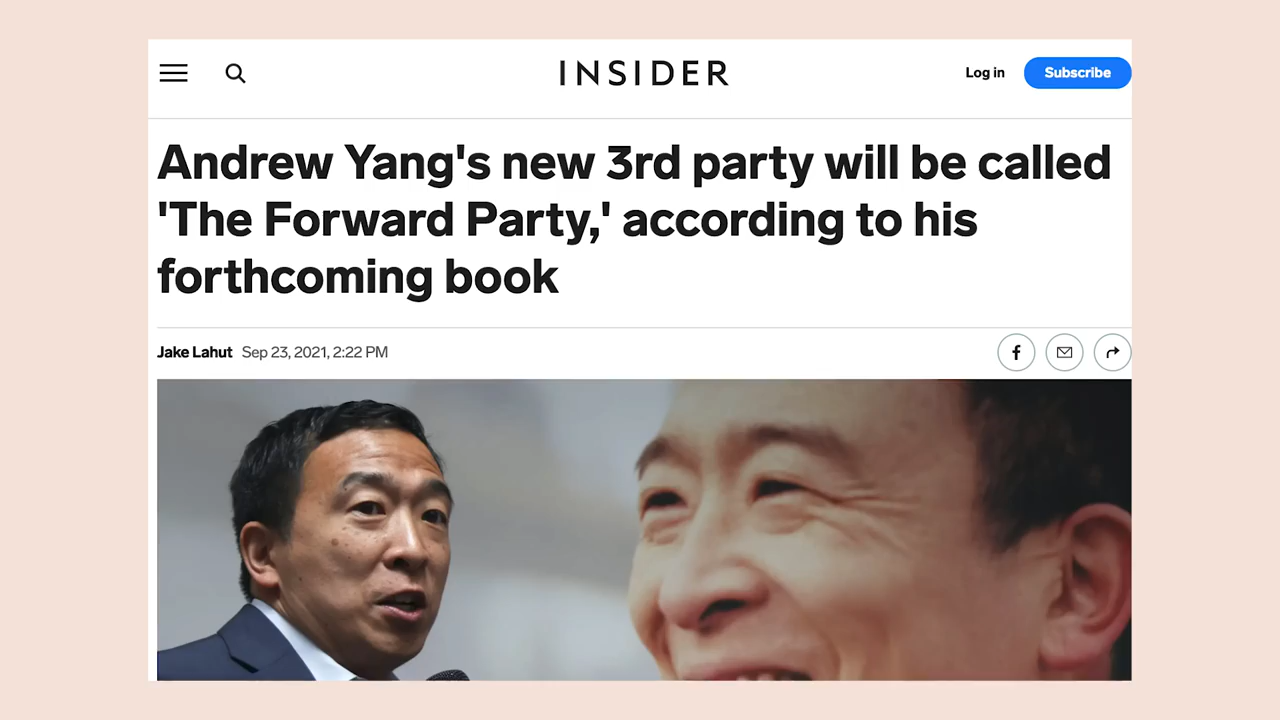 INSIDER
Log in
Subscribe
Andrew Yang's new 3rd party will be called
'The Forward Party,' according to his
forthcoming book
Jake Lahut Sep 23, 2021, 2:22 PM